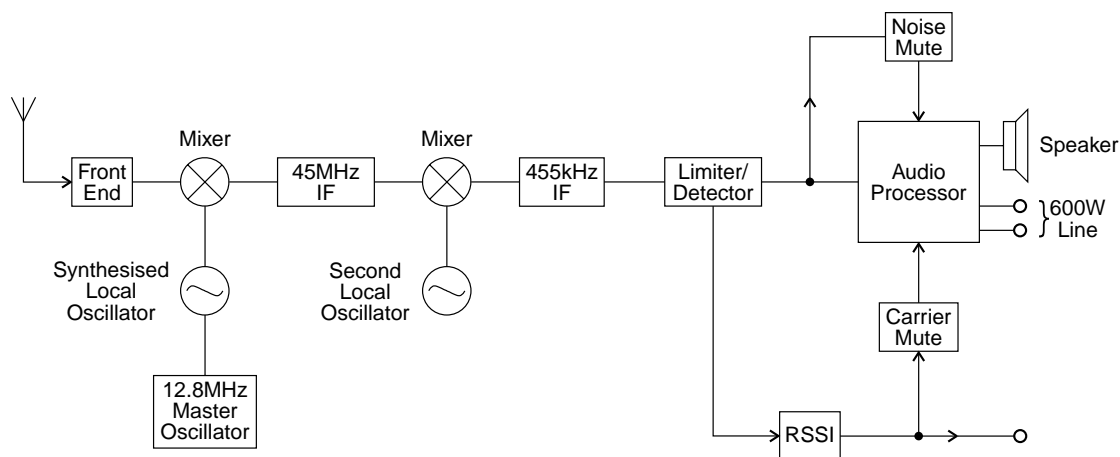 Noise
Mute
Mixer
Mixer
Speaker
Front
End
45MHz
IF
455kHz
IF
Limiter/
Detector
Audio
Processor
600W
Line
Synthesised
Local
Oscillator
Second
Local
Oscillator
Carrier
Mute
12.8MHz
Master
Oscillator
RSSI